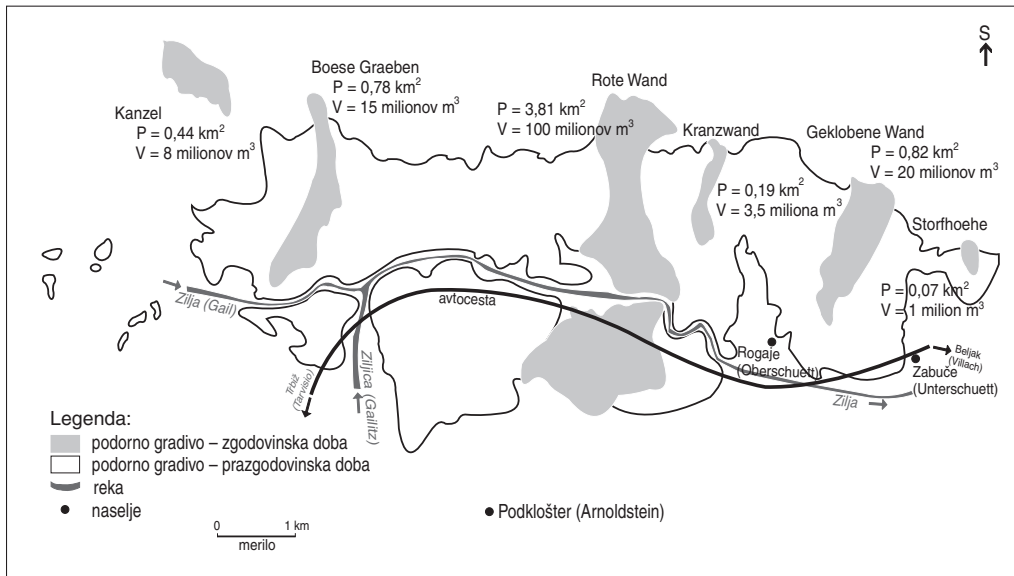 S
Kanzel
P = 0,44 km²
V = 8 milionov m³
Boese Graeben
P = 0,78 km²
V = 15 milionov m³
Rote Wand
P = 3,81 km²
V = 100 milionov m³
Kranzwand
P = 0,19 km²
V = 3,5 miliona m³
Geklobene Wand
P = 0,82 km²
V = 20 milionov m³
Storfhoehe
P = 0,07 km²
V = 1 milion m³
Zilja (Gail)
avtocesta
Trbiž
(Tarvisio)
Ziljica (Gailitz)
Rogaje
(Oberschuett)
Beljak
(Villach)
Zabuče
(Unterschuett)
Zilja
Legenda:
podorno gradivo – zgodovinska doba
podorno gradivo – prazgodovinska doba
reka
naselje
0 1 km
merilo
Podklošter (Arnoldstein)